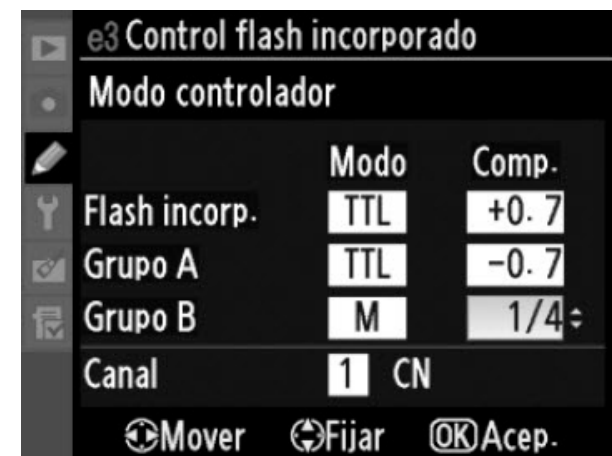 e3 Control flash incorporado
Modo controlador
Modo Comp.
Flash incorp. TTL +0.7
Grupo A TTL -0.7
Grupo B M 1/4
Canal 1 CN
Mover Fijar OK Acep.